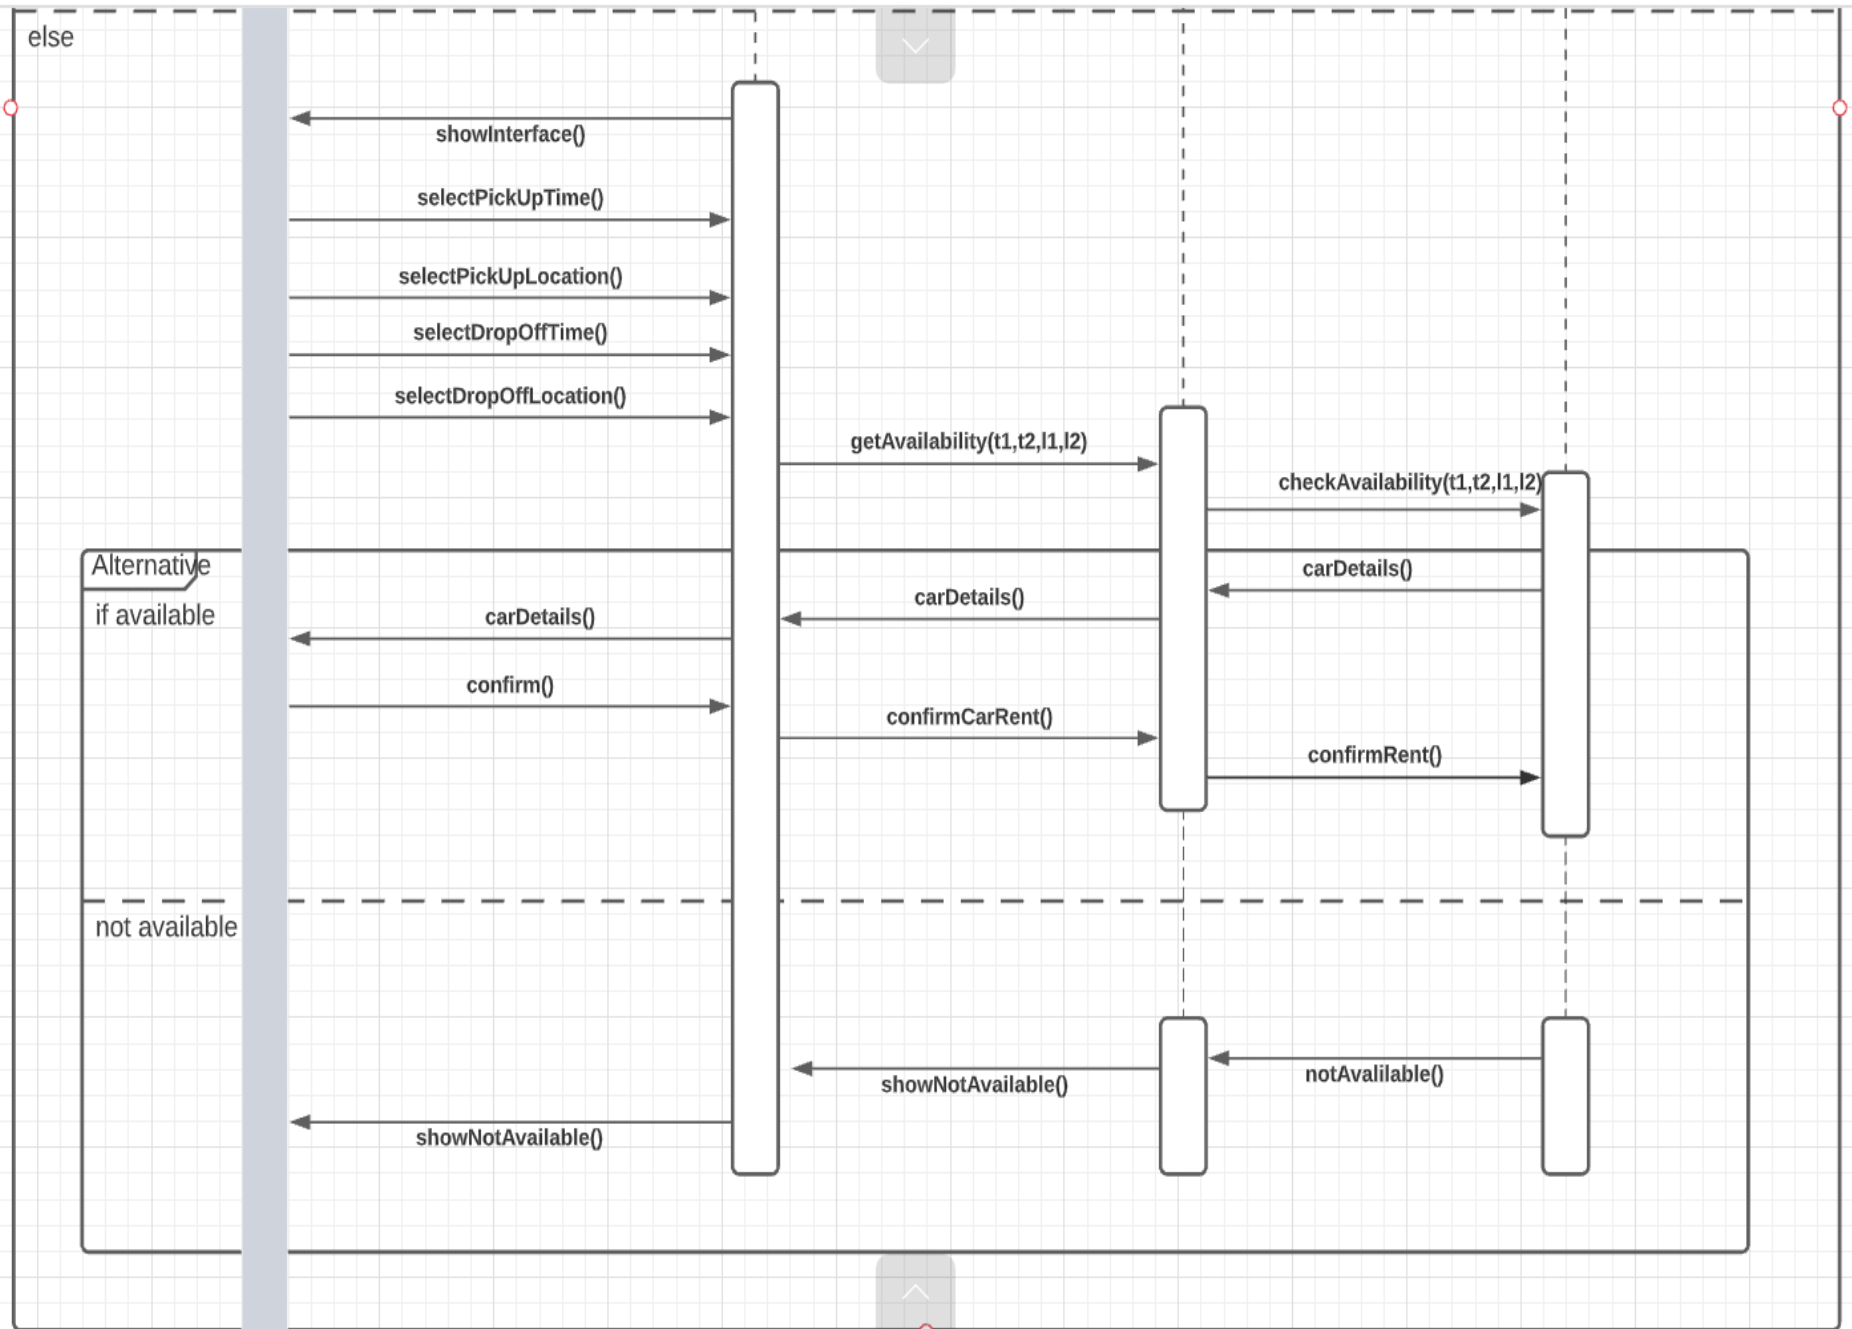 else
showInterface()
selectPickUpTime()
selectPickUpLocation()
selectDropOffTime()
selectDropOffLocation()
getAvailability(t1,t2,l1,l2)
checkAvailability(t1,t2,l1,l2)
Alternative
carDetails()
carDetails()
if available
carDetails()
confirm()
confirmCarRent()
confirmRent()
not available
notAvalilable()
showNotAvailable()
showNotAvailable()